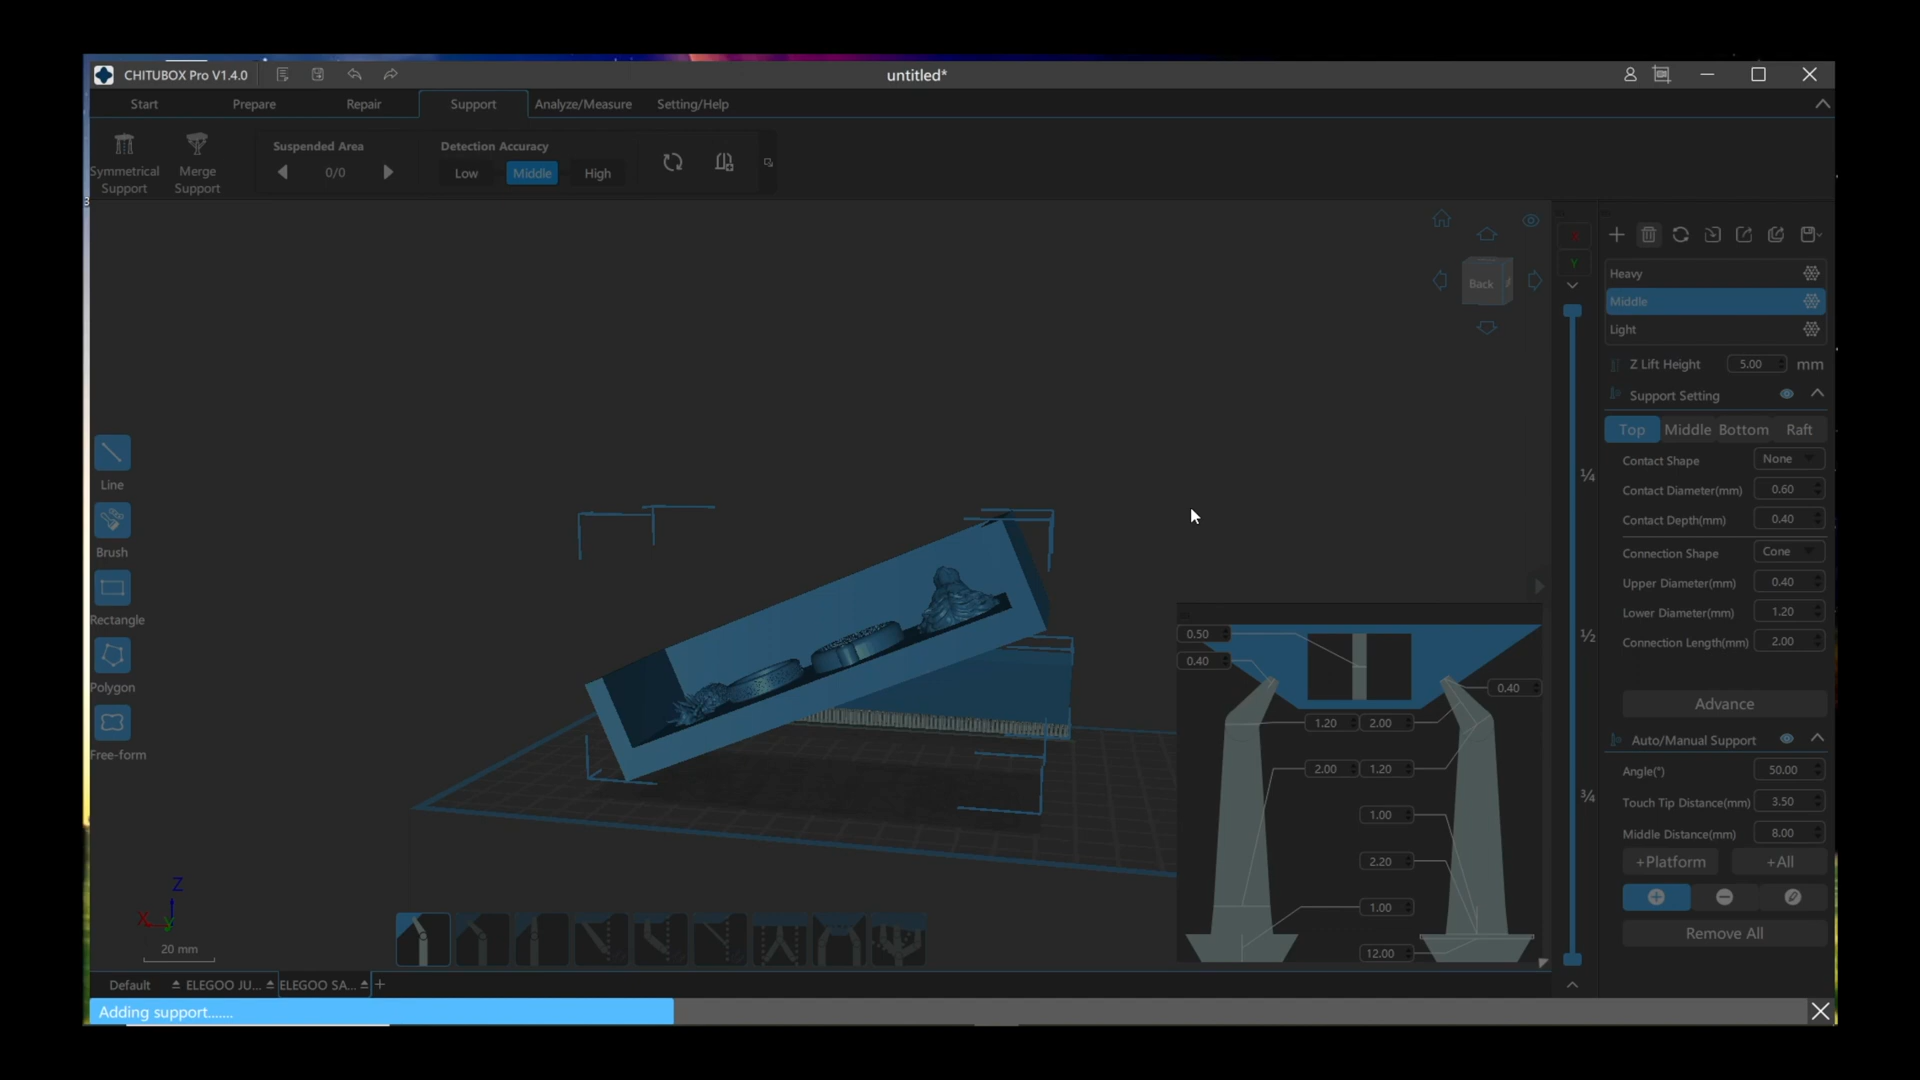 CHITUBOX Pro V1.4.0
untitled*
Start Prepare Repair Support Analyze/Measure Setting/Help
Symmetrical Support
Merge Support
Suspended Area
0/0
Detection Accuracy
Low Middle High
Back
X
Y
Heavy
Middle
Light
Z Lift Height 5.00 mm
Support Setting
Top Middle Bottom Raft
Contact Shape None
Contact Diameter(mm) 0.60
Contact Depth(mm) 0.40
Connection Shape Cone
Upper Diameter(mm) 0.40
Lower Diameter(mm) 1.20
Connection Length(mm) 2.00
Advance
Auto/Manual Support
Angle(°) 50.00
Touch Tip Distance(mm) 3.50
Middle Distance(mm) 8.00
+Platform +All
Remove All
¼
½
¾
Line
Brush
Rectangle
Polygon
Free-form
0.50
0.40
0.40
1.20 2.00
2.00 1.20
1.00
2.20
1.00
12.00
Z
X
Y
20 mm
Default ELEGOO JU... ELEGOO SA... +
Adding support.......